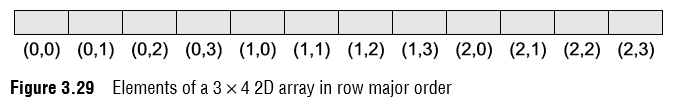 (0,0) (0,1) (0,2) (0,3) (1,0) (1,1) (1,2) (1,3) (2,0) (2,1) (2,2) (2,3)
Figure 3.29 Elements of a 3 × 4 2D array in row major order